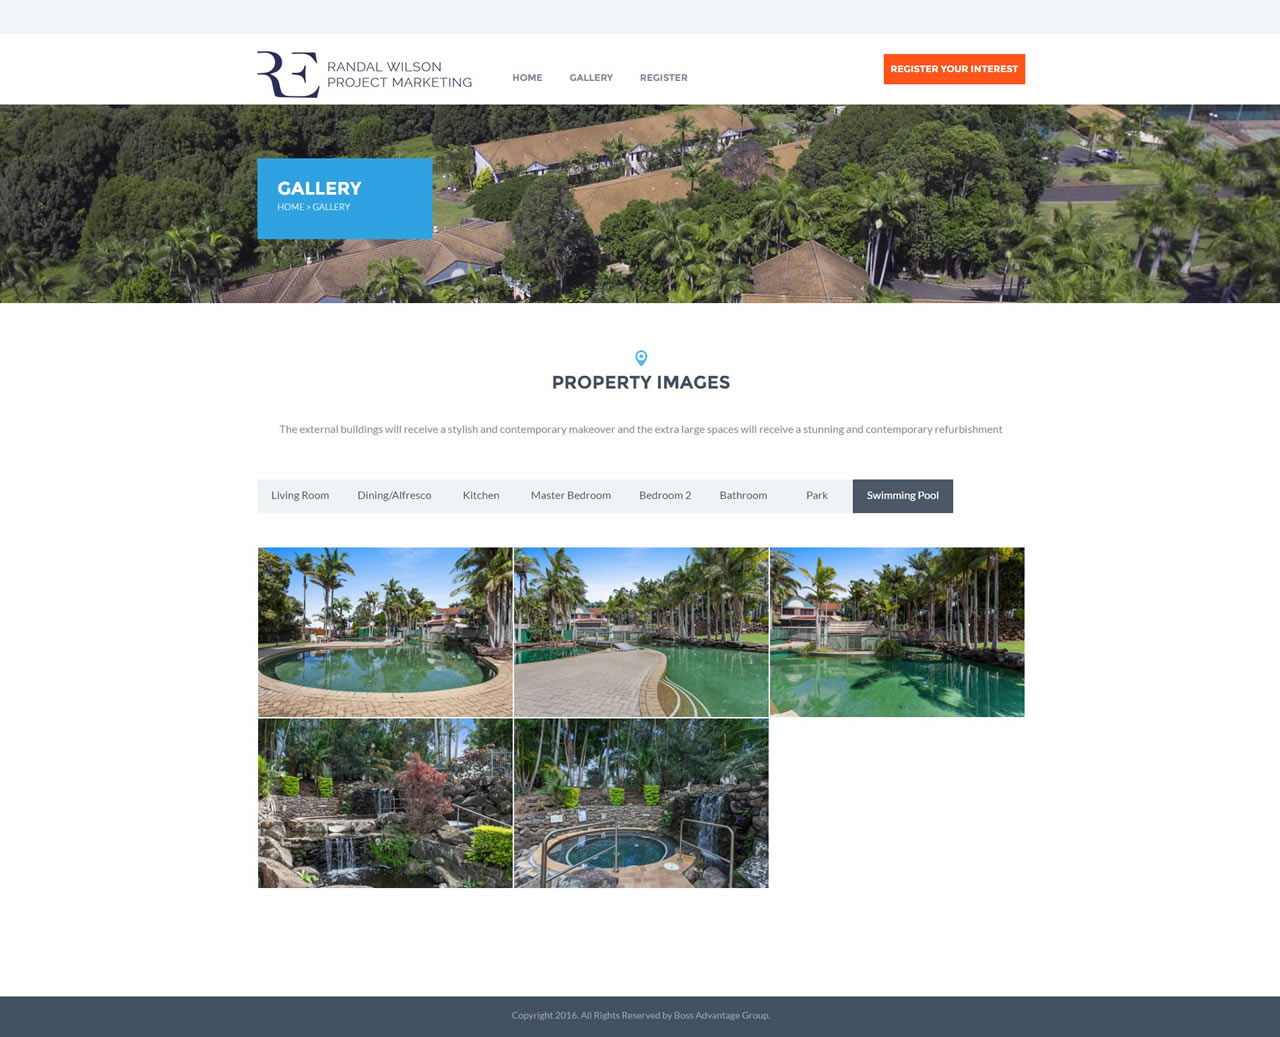 RE RANDAL WILSON
PROJECT MARKETING
HOME GALLERY REGISTER
REGISTER YOUR INTEREST
GALLERY
HOME > GALLERY
PROPERTY IMAGES
The external buildings will receive a stylish and contemporary makeover and the extra large spaces will receive a stunning and contemporary refurbishment
Living Room Dining/Alfresco Kitchen Master Bedroom Bedroom 2 Bathroom Park Swimming Pool
Copyright 2016. All Rights Reserved by Boss Advantage Group.